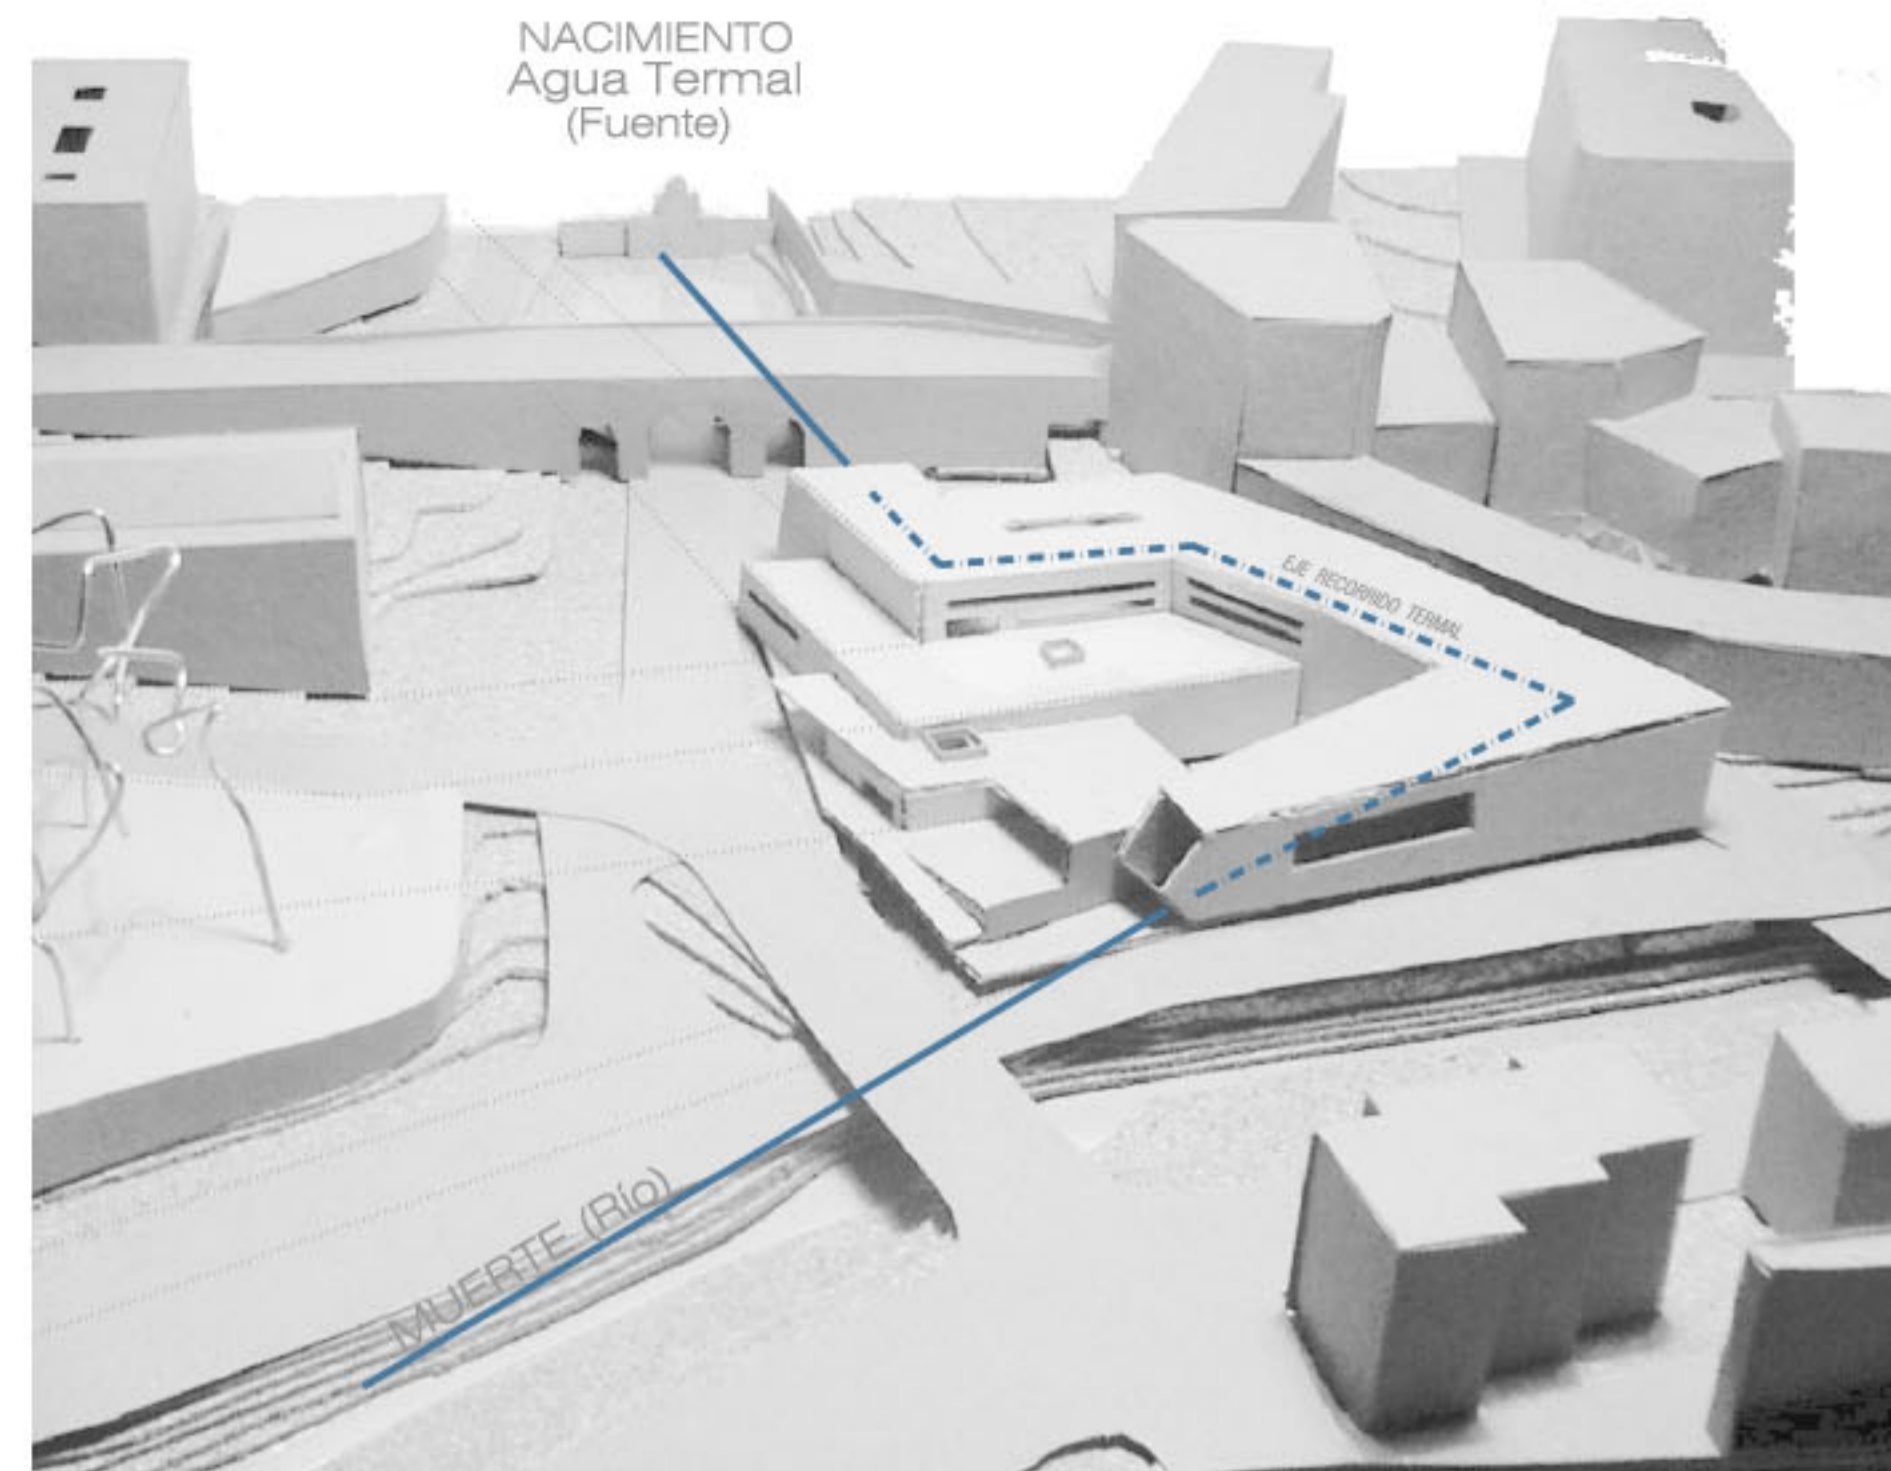 NACIMIENTO
Agua Termal
(Fuente)
EJE RECORRIDO TERMAL
MUERTE (Río)